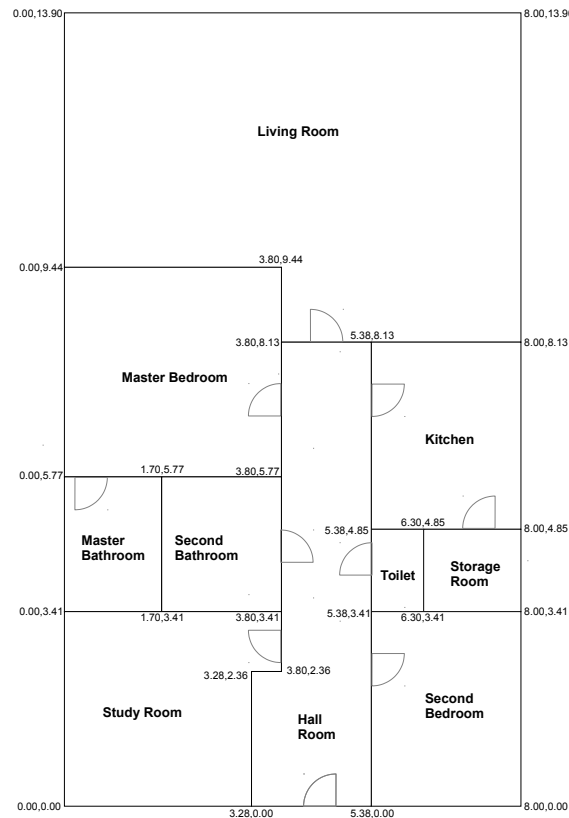 0.00,13.90
8.00,13.90
Living Room
0.00,9.44
3.80,9.44
3.80,8.13
5.38,8.13
8.00,8.13
Master Bedroom
Kitchen
0.00,5.77
1.70,5.77
3.80,5.77
5.38,4.85
6.30,4.85
8.00,4.85
Master
Bathroom
Second
Bathroom
Toilet
Storage
Room
0.00,3.41
1.70,3.41
3.80,3.41
5.38,3.41
6.30,3.41
8.00,3.41
3.28,2.36
3.80,2.36
Study Room
Hall
Room
Second
Bedroom
0.00,0.00
3.28,0.00
5.38,0.00
8.00,0.00